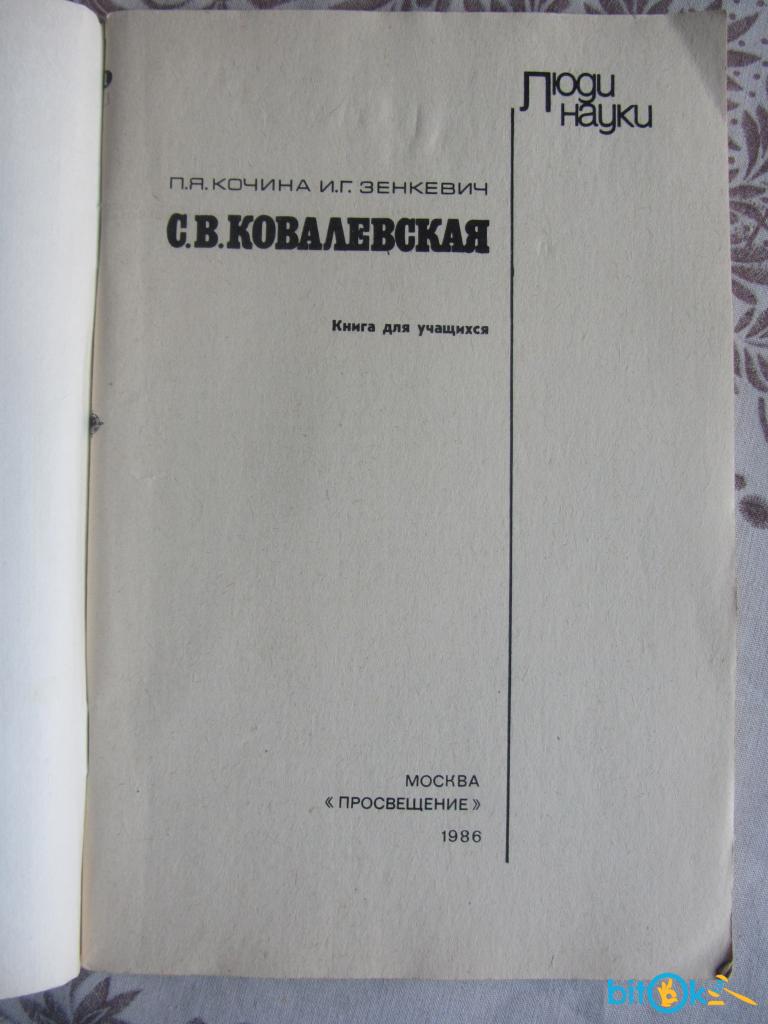 Люди
науки
П.Я.КОЧИНА И.Г. ЗЕНКЕВИЧ
С.В.КОВАЛЕВСКАЯ
Книга для учащихся
МОСКВА
«ПРОСВЕЩЕНИЕ»
1986
bitOk